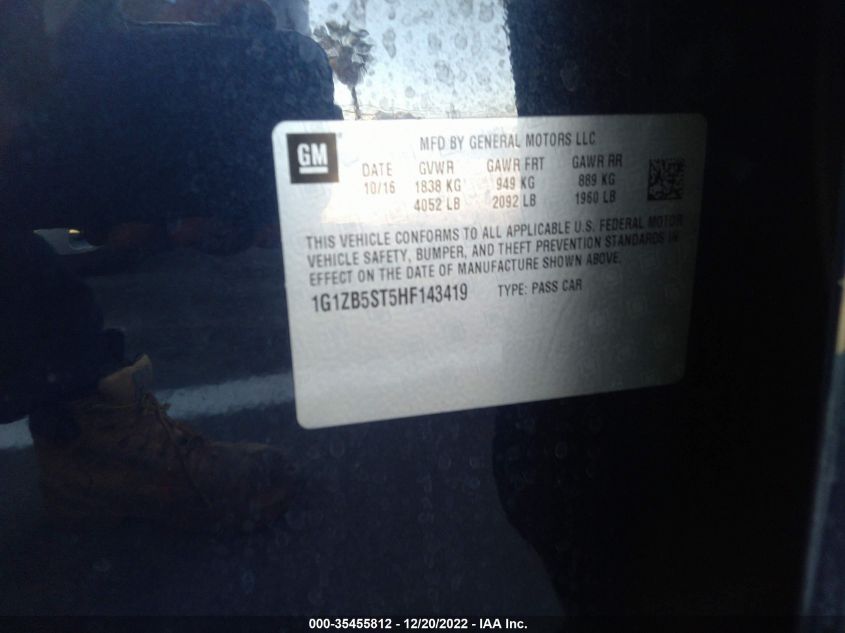 GM
MFD BY GENERAL MOTORS LLC
DATE GVWR GAWR FRT GAWR RR
10/16 1838 KG 949 KG 889 KG
4052 LB 2092 LB 1960 LB
THIS VEHICLE CONFORMS TO ALL APPLICABLE U.S. FEDERAL MOTOR
VEHICLE SAFETY, BUMPER, AND THEFT PREVENTION STANDARDS IN
EFFECT ON THE DATE OF MANUFACTURE SHOWN ABOVE.
1G1ZB5ST5HF143419 TYPE: PASS CAR
000-35455812 - 12/20/2022 - IAA Inc.